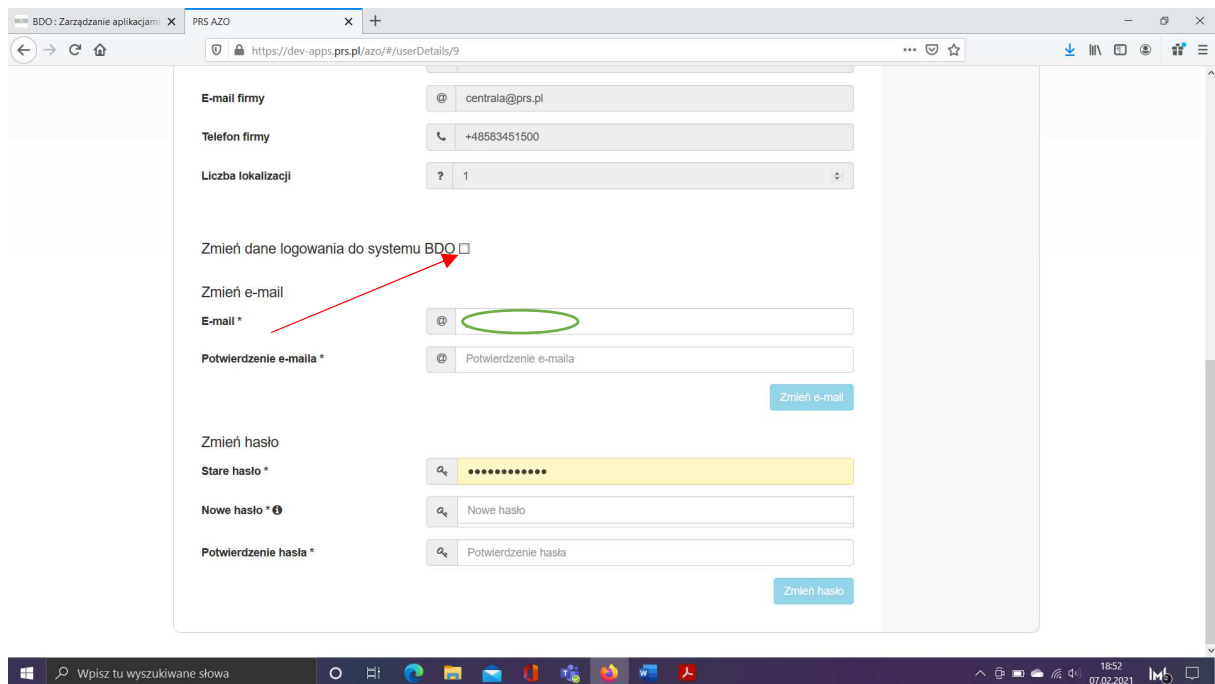 BDO : Zarządzanie aplikacjami
PRS AZO
https://dev-apps.prs.pl/azo/#/userDetails/9
E-mail firmy
@ centrala@prs.pl
Telefon firmy
+48583451500
Liczba lokalizacji
? 1
Zmień dane logowania do systemu BDO
Zmień e-mail
E-mail *
@
Potwierdzenie e-maila *
@ Potwierdzenie e-maila
Zmień e-mail
Zmień hasło
Stare hasło *
••••••••••••
Nowe hasło *
Nowe hasło
Potwierdzenie hasła *
Potwierdzenie hasła
Zmień hasło
Wpisz tu wyszukiwane słowa
18:52
07.02.2021